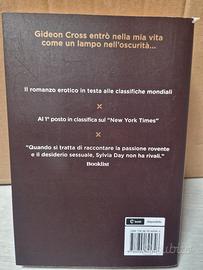 Gideon Cross entrò nella mia vita
come un lampo nell'oscurità...
Il romanzo erotico in testa alle classifiche mondiali
Al 1° posto in classifica sul "New York Times"
"Quando si tratta di raccontare la passione rovente
e il desiderio sessuale, Sylvia Day non ha rivali."
Booklist